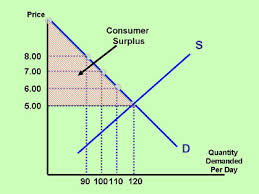 Price
Consumer
Surplus
S
8.00
7.00
6.00
5.00
D
Quantity
Demanded
Per Day
90 100 110 120